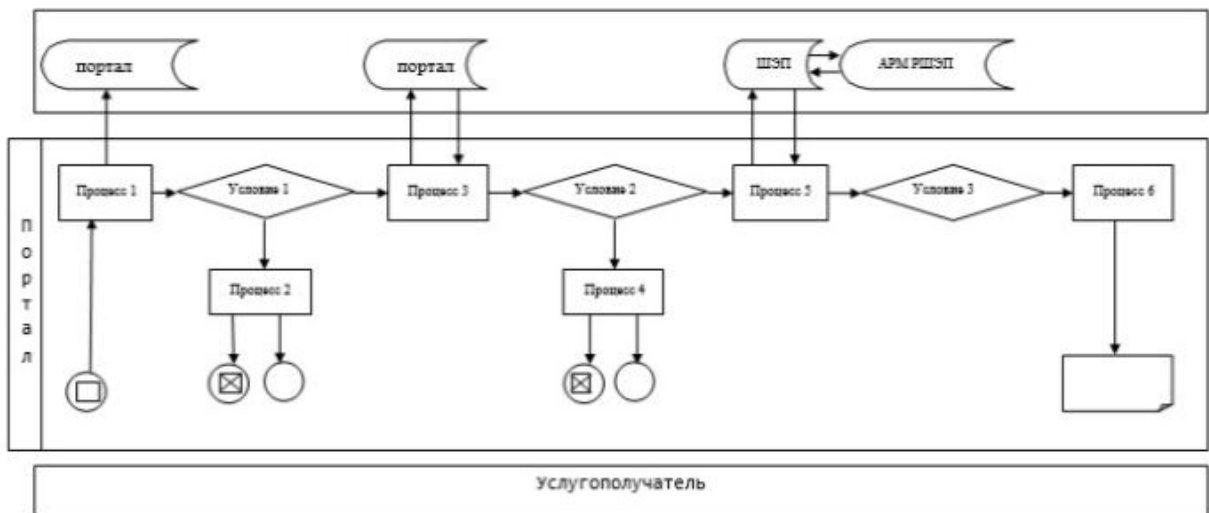 портал
портал
ШЭП
АРМ РШЭП
Портал
Процесс 1
Условие 1
Процесс 3
Условие 2
Процесс 5
Условие 3
Процесс 6
Процесс 2
Процесс 4
Услугополучатель